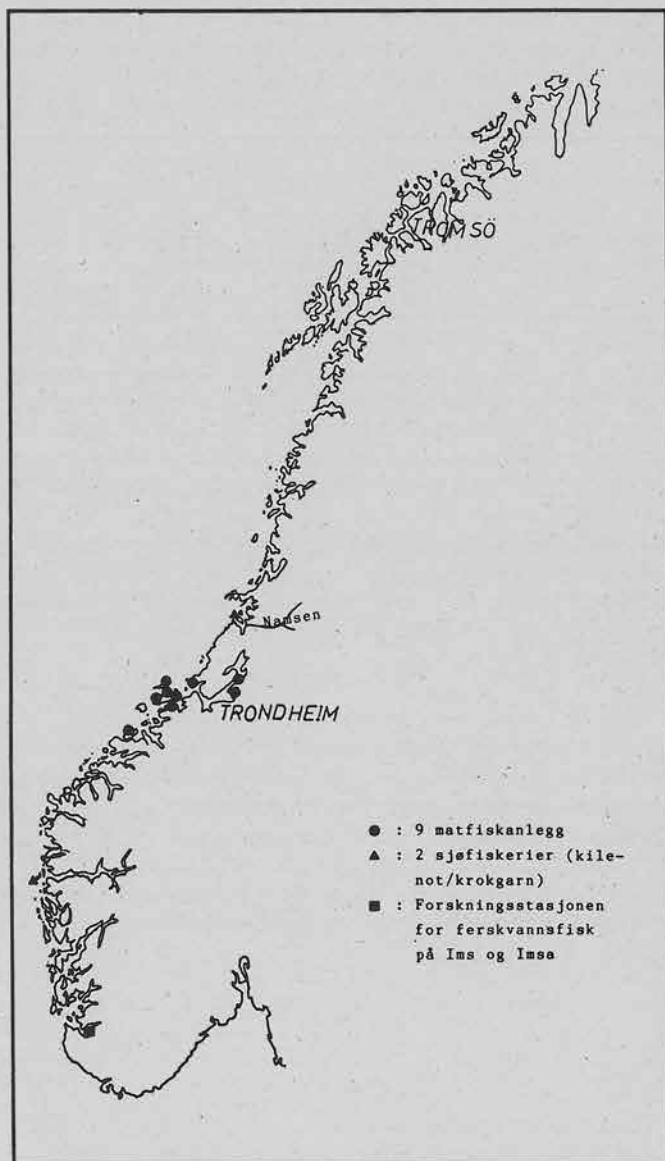 TROMSÖ
Namsen
TRONDHEIM
● : 9 matfiskanlegg
▲ : 2 sjøfiskerier (kile-
not/krokgarn)
■ : Forskningsstasjonen
for ferskvannsfisk
på Ims og Imsa